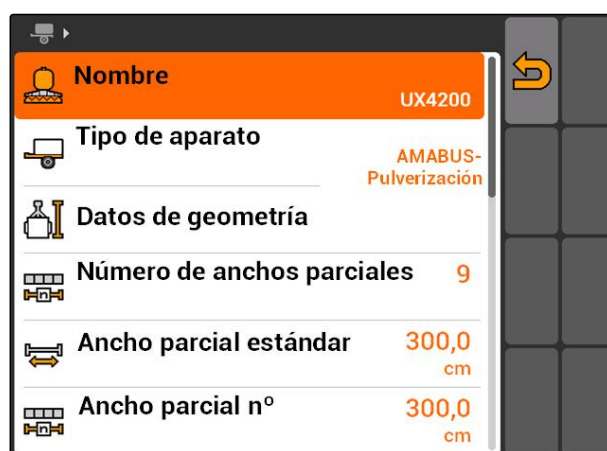 Nombre
UX4200
Tipo de aparato
AMABUS-
Pulverización
Datos de geometría
Número de anchos parciales 9
Ancho parcial estándar 300,0
cm
Ancho parcial nº 300,0
cm